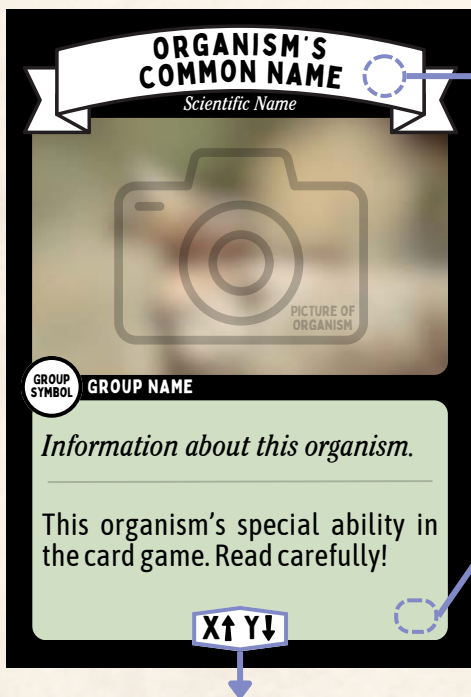 ORGANISM'S
COMMON NAME
Scientific Name
PICTURE OF
ORGANISM
GROUP
SYMBOL
GROUP NAME
Information about this organism.
This organism's special ability in
the card game. Read carefully!
X↑ Y↓